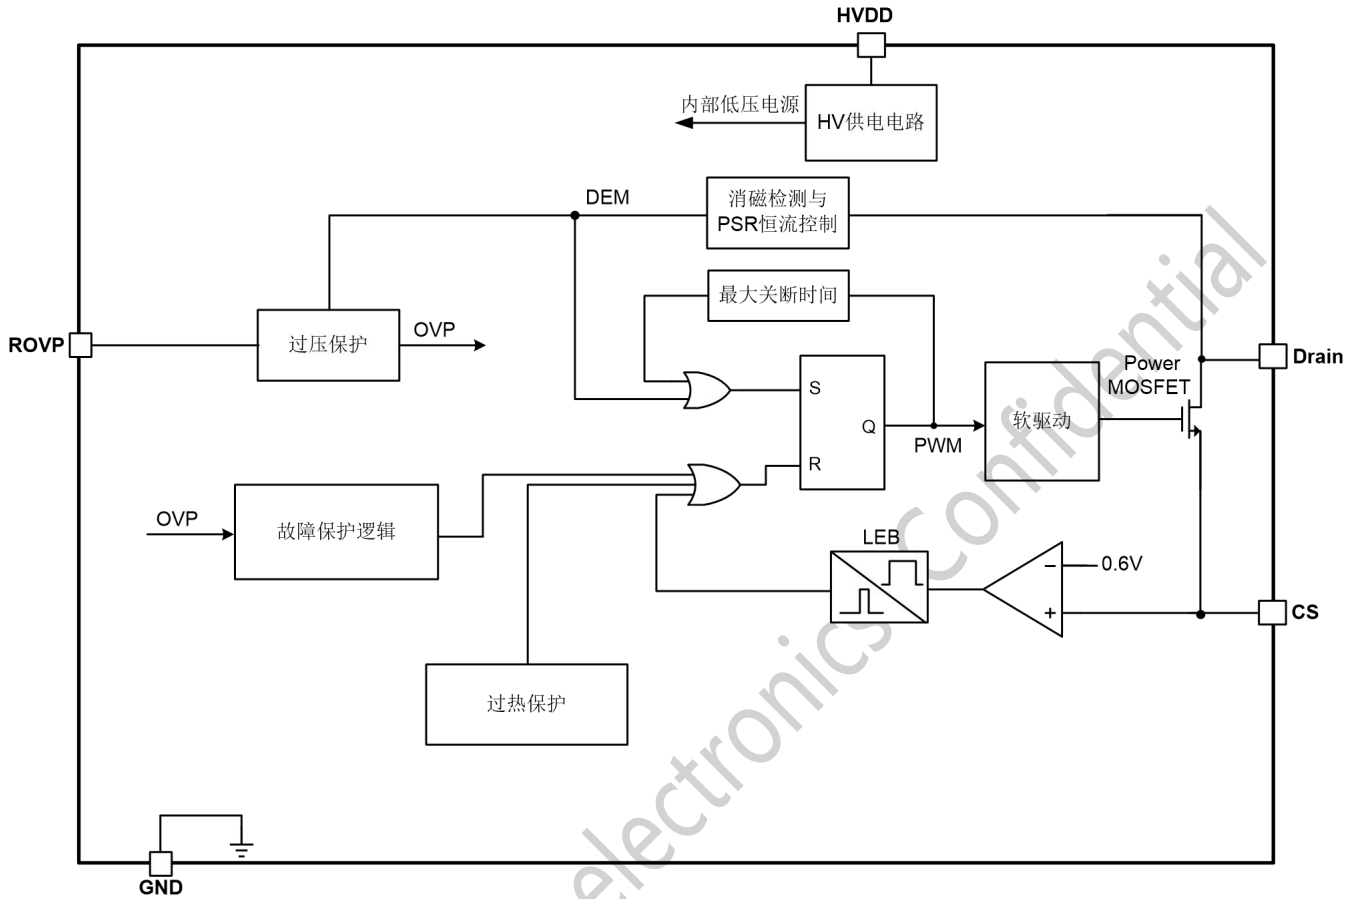 HVDD
内部低压电源
HV供电电路
DEM
消磁检测与
PSR恒流控制
最大关断时间
ROVP
过压保护
OVP
Drain
Power
MOSFET
S
Q
R
PWM
软驱动
OVP
故障保护逻辑
LEB
−
0.6V
+
CS
过热保护
GND
electronics Confidential